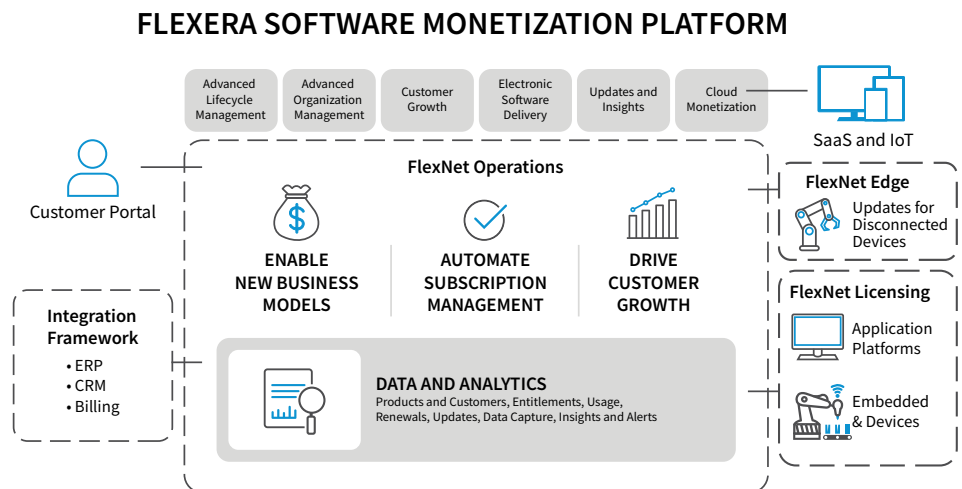 FLEXERA SOFTWARE MONETIZATION PLATFORM
Advanced
Lifecycle
Management
Advanced
Organization
Management
Customer
Growth
Electronic
Software
Delivery
Updates and
Insights
Cloud
Monetization
SaaS and IoT
Customer Portal
FlexNet Operations
$
ENABLE
NEW BUSINESS
MODELS
AUTOMATE
SUBSCRIPTION
MANAGEMENT
DRIVE
CUSTOMER
GROWTH
FlexNet Edge
Updates for
Disconnected
Devices
Integration
Framework
• ERP
• CRM
• Billing
DATA AND ANALYTICS
Products and Customers, Entitlements, Usage,
Renewals, Updates, Data Capture, Insights and Alerts
FlexNet Licensing
Application
Platforms
Embedded
& Devices